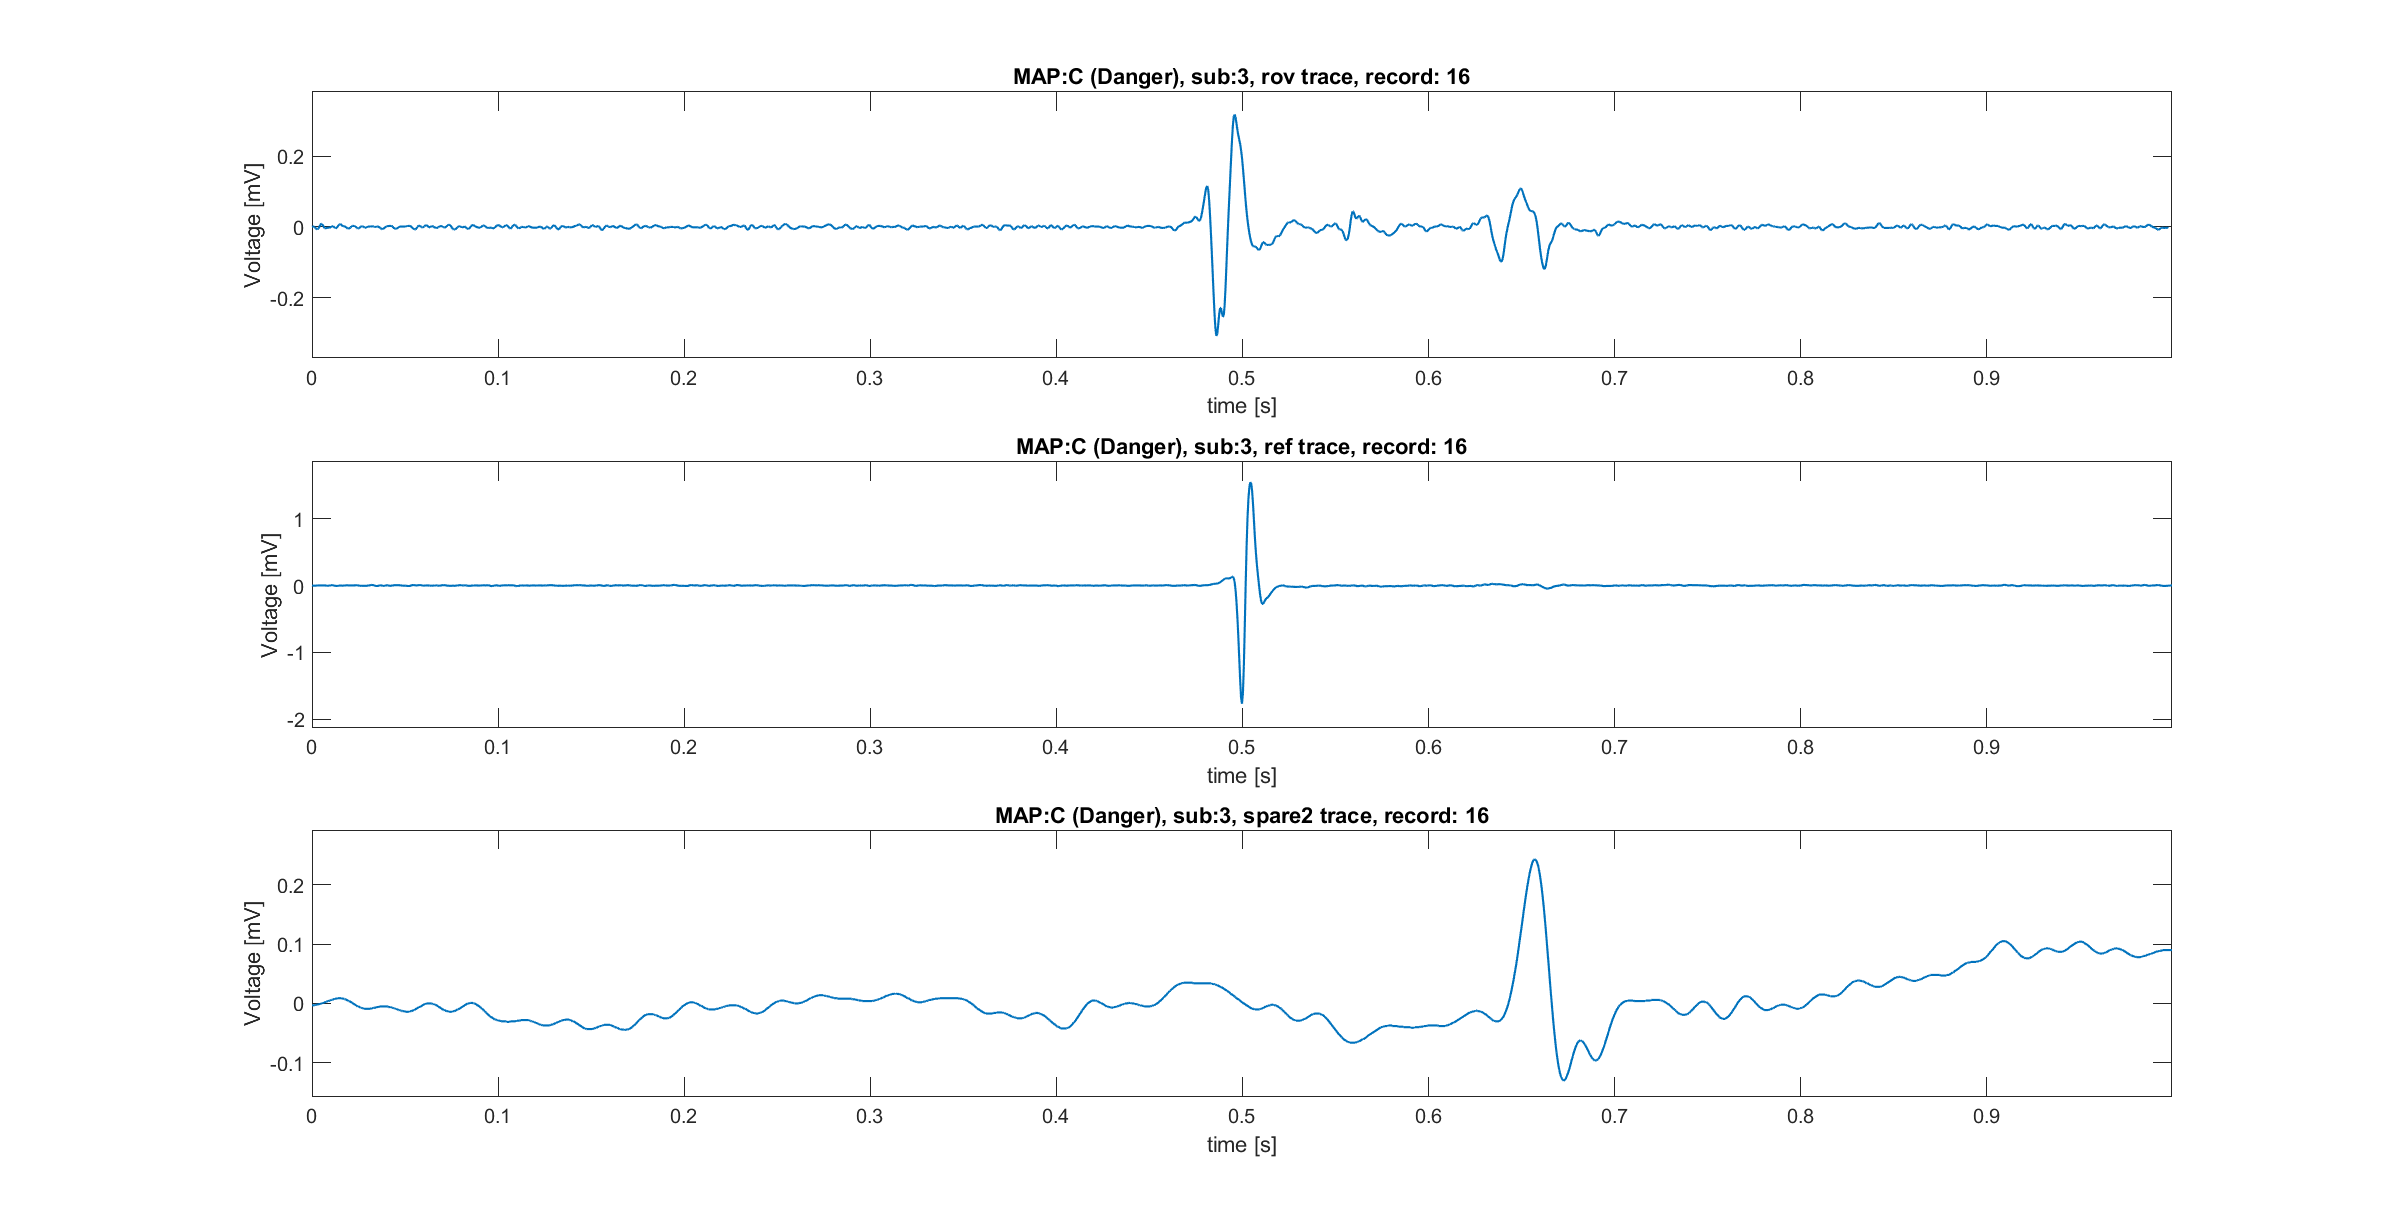 MAP:C (Danger), sub:3, rov trace, record: 16
Voltage [mV]
0.2
0
-0.2
0 0.1 0.2 0.3 0.4 0.5 0.6 0.7 0.8 0.9
time [s]
MAP:C (Danger), sub:3, ref trace, record: 16
Voltage [mV]
1
0
-1
-2
0 0.1 0.2 0.3 0.4 0.5 0.6 0.7 0.8 0.9
time [s]
MAP:C (Danger), sub:3, spare2 trace, record: 16
Voltage [mV]
0.2
0.1
0
-0.1
0 0.1 0.2 0.3 0.4 0.5 0.6 0.7 0.8 0.9
time [s]